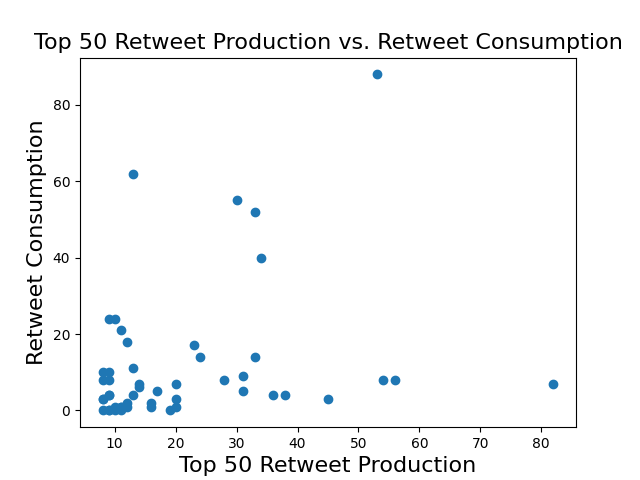 Top 50 Retweet Production vs. Retweet Consumption
80
60
40
20
0
Retweet Consumption
10 20 30 40 50 60 70 80
Top 50 Retweet Production